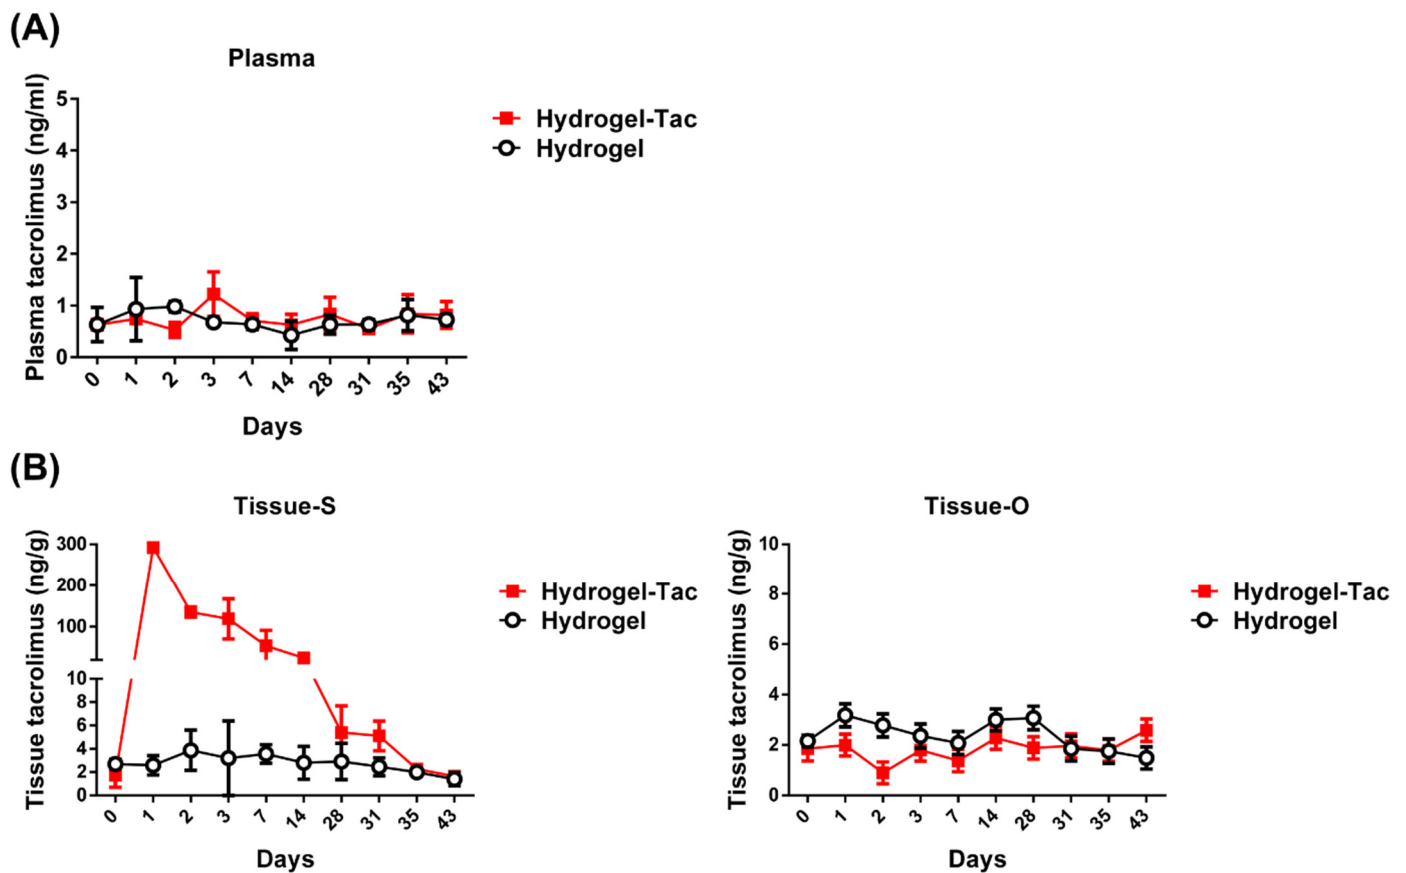 (A)
Plasma
Plasma tacrolimus (ng/ml)
5
4
3
2
1
0
0 1 2 3 7 14 28 31 35 43
Days
Hydrogel-Tac
Hydrogel
(B)
Tissue-S
Tissue tacrolimus (ng/g)
300
200
100
10
8
6
4
2
0
0 1 2 3 7 14 28 31 35 43
Days
Hydrogel-Tac
Hydrogel
Tissue-O
Tissue tacrolimus (ng/g)
10
8
6
4
2
0
0 1 2 3 7 14 28 31 35 43
Days
Hydrogel-Tac
Hydrogel